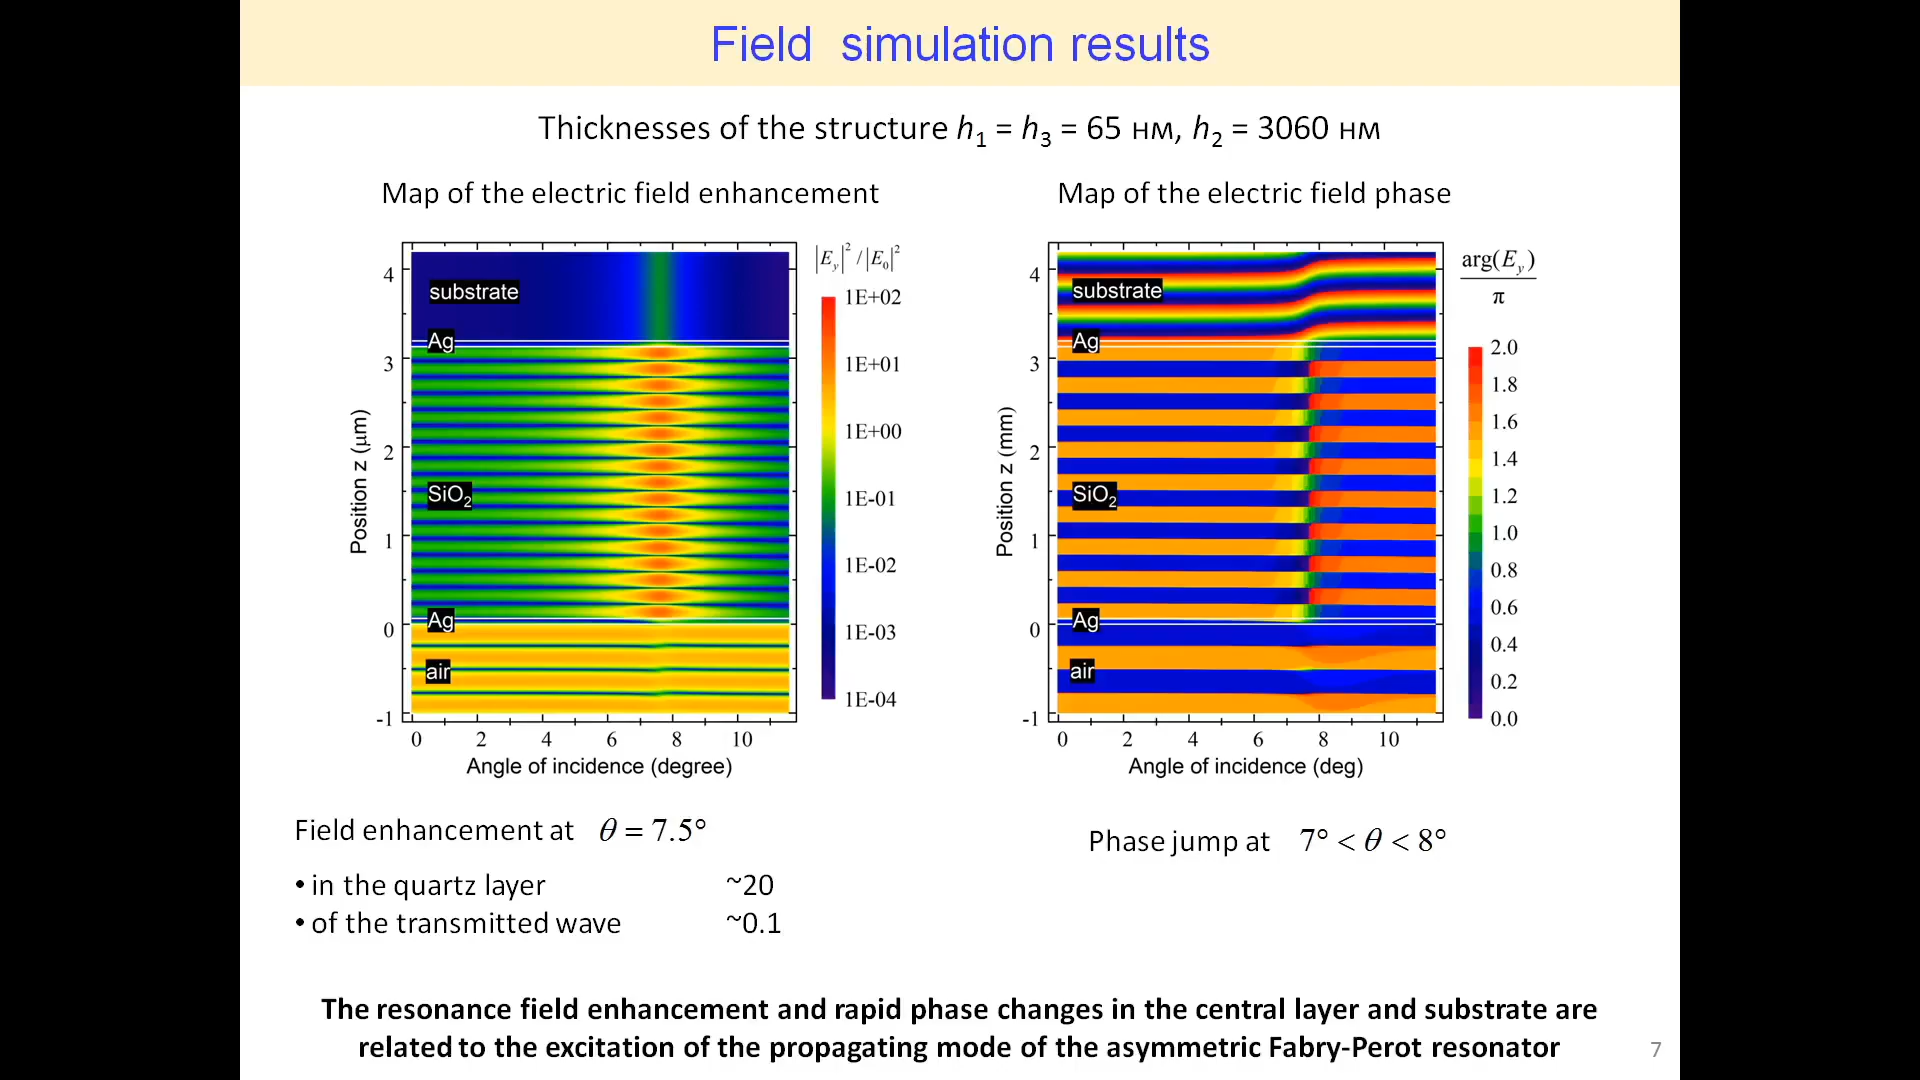 Field simulation results
Thicknesses of the structure h1 = h3 = 65 нм, h2 = 3060 нм
Map of the electric field enhancement
4
3
2
1
0
-1
Position z (μm)
substrate
Ag
SiO2
Ag
air
0 2 4 6 8 10
Angle of incidence (degree)
|Ey|² / |E0|²
1E+02
1E+01
1E+00
1E-01
1E-02
1E-03
1E-04
Map of the electric field phase
4
3
2
1
0
-1
Position z (mm)
substrate
Ag
SiO2
Ag
air
0 2 4 6 8 10
Angle of incidence (deg)
arg(Ey)
π
2.0
1.8
1.6
1.4
1.2
1.0
0.8
0.6
0.4
0.2
0.0
Field enhancement at θ = 7.5°
• in the quartz layer ~20
• of the transmitted wave ~0.1
Phase jump at 7° < θ < 8°
The resonance field enhancement and rapid phase changes in the central layer and substrate are
related to the excitation of the propagating mode of the asymmetric Fabry-Perot resonator
7